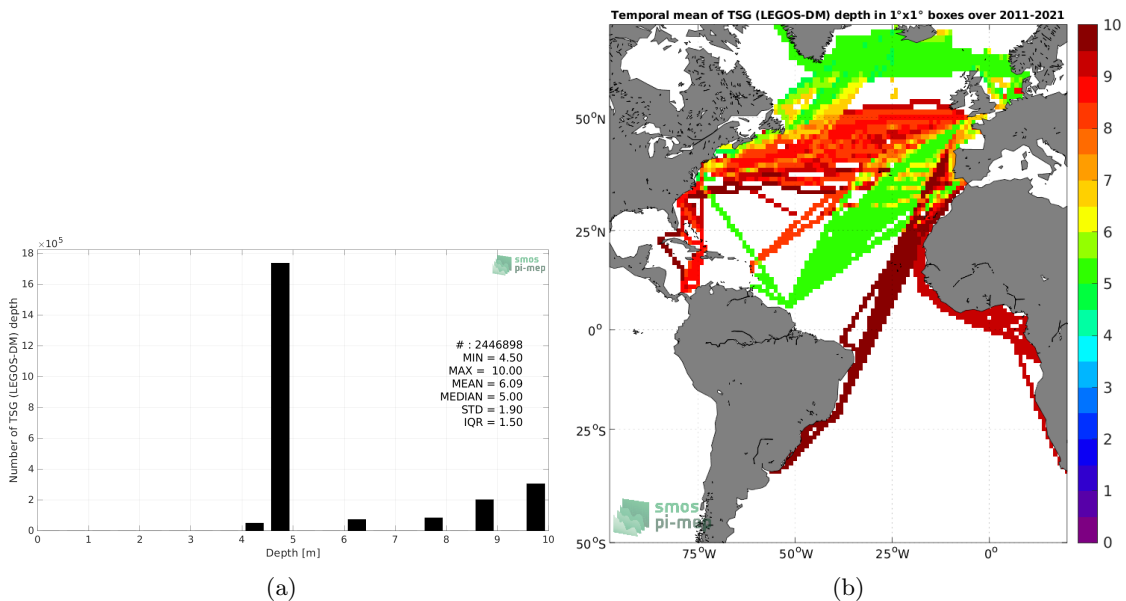 ×10⁵
18
16
14
12
10
8
6
4
2
0
Number of TSG (LEGOS-DM) depth
smos
pi-mep
# : 2446898
MIN = 4.50
MAX = 10.00
MEAN = 6.09
MEDIAN = 5.00
STD = 1.90
IQR = 1.50
0 1 2 3 4 5 6 7 8 9 10
Depth [m]
(a)
Temporal mean of TSG (LEGOS-DM) depth in 1°x1° boxes over 2011-2021
50°N
25°N
0°
25°S
50°S
75°W 50°W 25°W 0°
smos
pi-mep
10
9
8
7
6
5
4
3
2
1
0
(b)